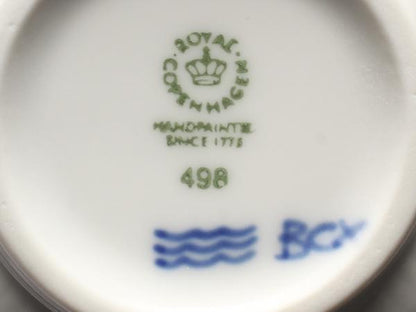 ROYAL COPENHAGEN
HANDPAINTED
SINCE 1775
498
BCX